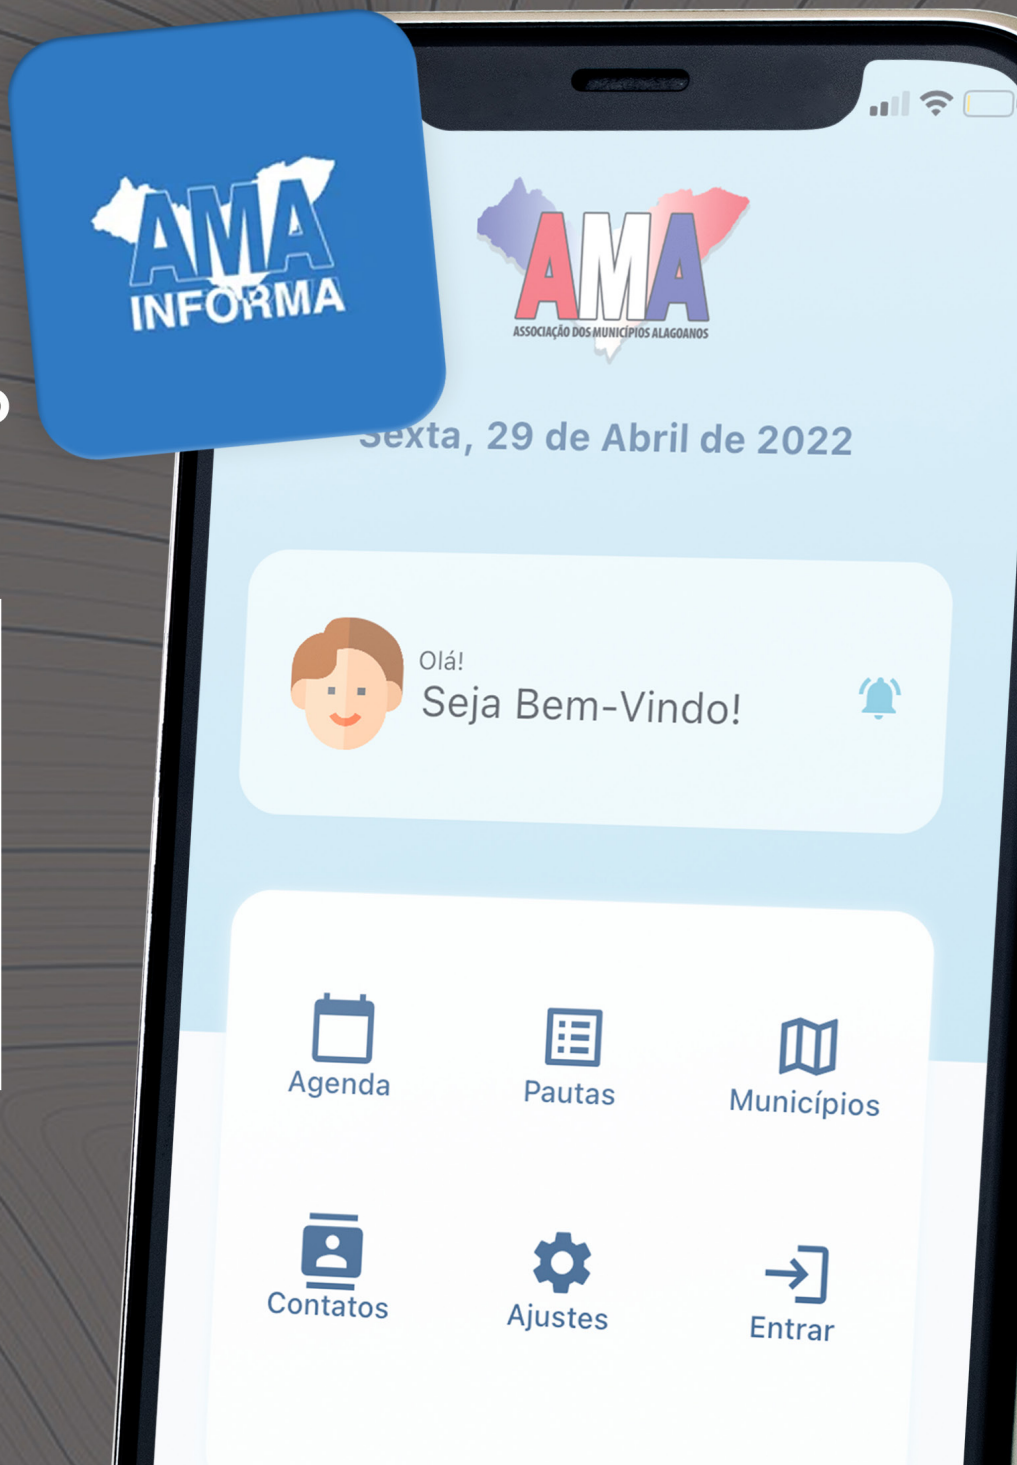 AMA
INFORMA
AMA
ASSOCIAÇÃO DOS MUNICÍPIOS ALAGOANOS
Sexta, 29 de Abril de 2022
Olá!
Seja Bem-Vindo!
Agenda
Pautas
Municípios
Contatos
Ajustes
Entrar